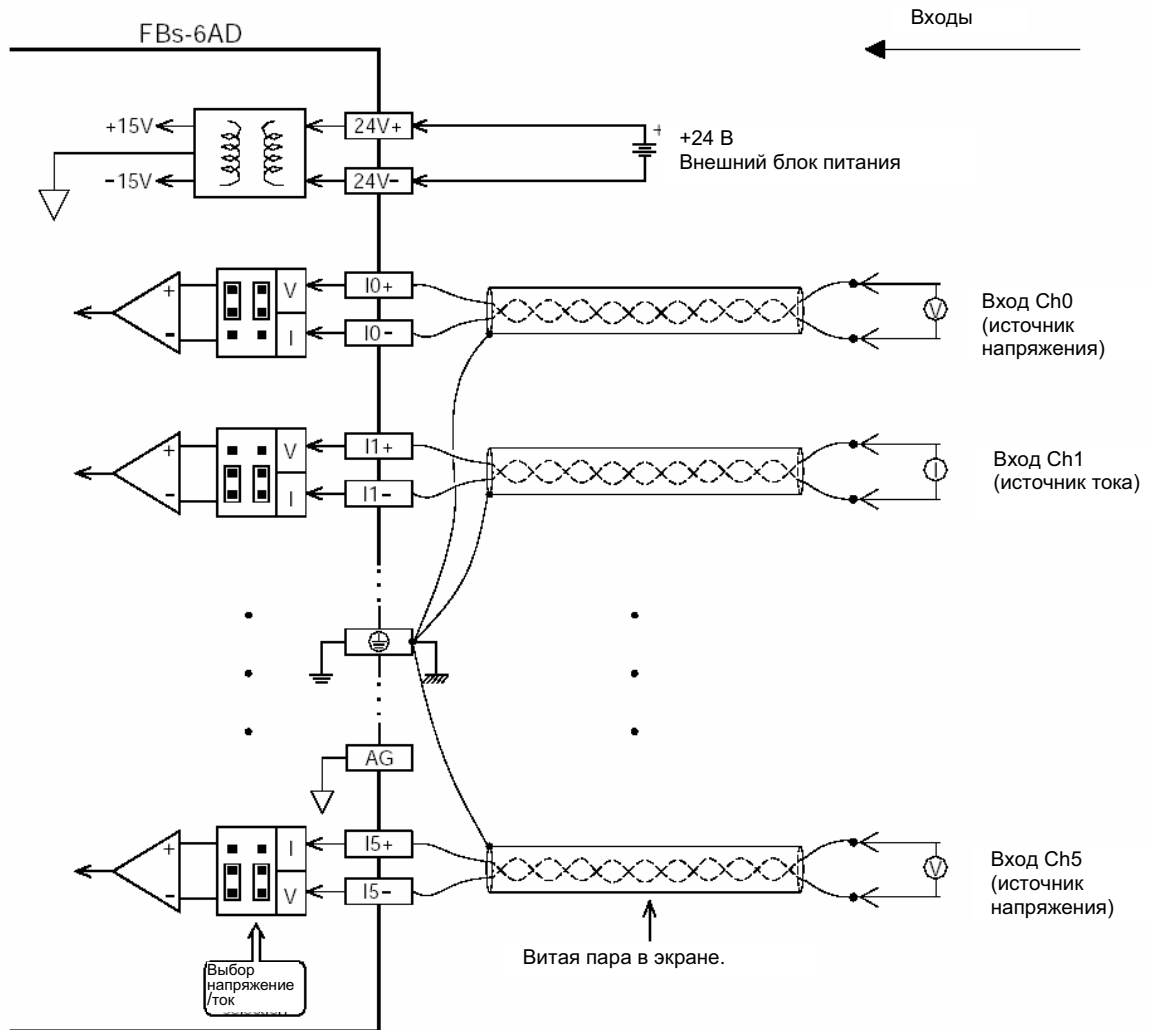 Входы
FBs-6AD
+15V
24V+
+
+24 В
Внешний блок питания
-15V
24V-
+
V
I0+
V
Вход Ch0
(источник
напряжения)
-
I
I0-
+
V
I1+
I
Вход Ch1
(источник тока)
-
I
I1-
AG
+
I
I5+
V
Вход Ch5
(источник
напряжения)
-
V
I5-
Витая пара в экране.
Выбор
напряжение
/ток